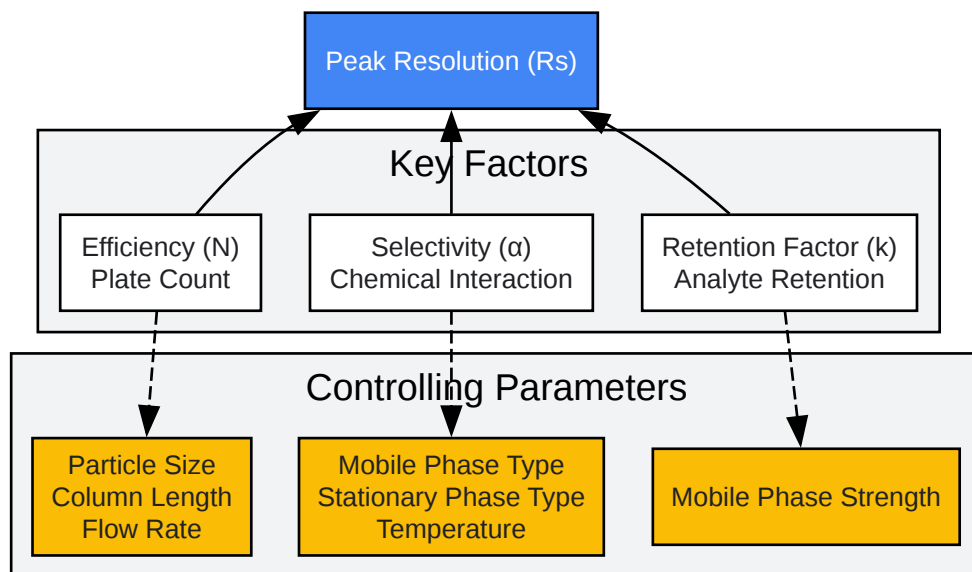 Peak Resolution (Rs)
Key Factors
Efficiency (N)
Plate Count
Selectivity (α)
Chemical Interaction
Retention Factor (k)
Analyte Retention
Controlling Parameters
Particle Size
Column Length
Flow Rate
Mobile Phase Type
Stationary Phase Type
Temperature
Mobile Phase Strength